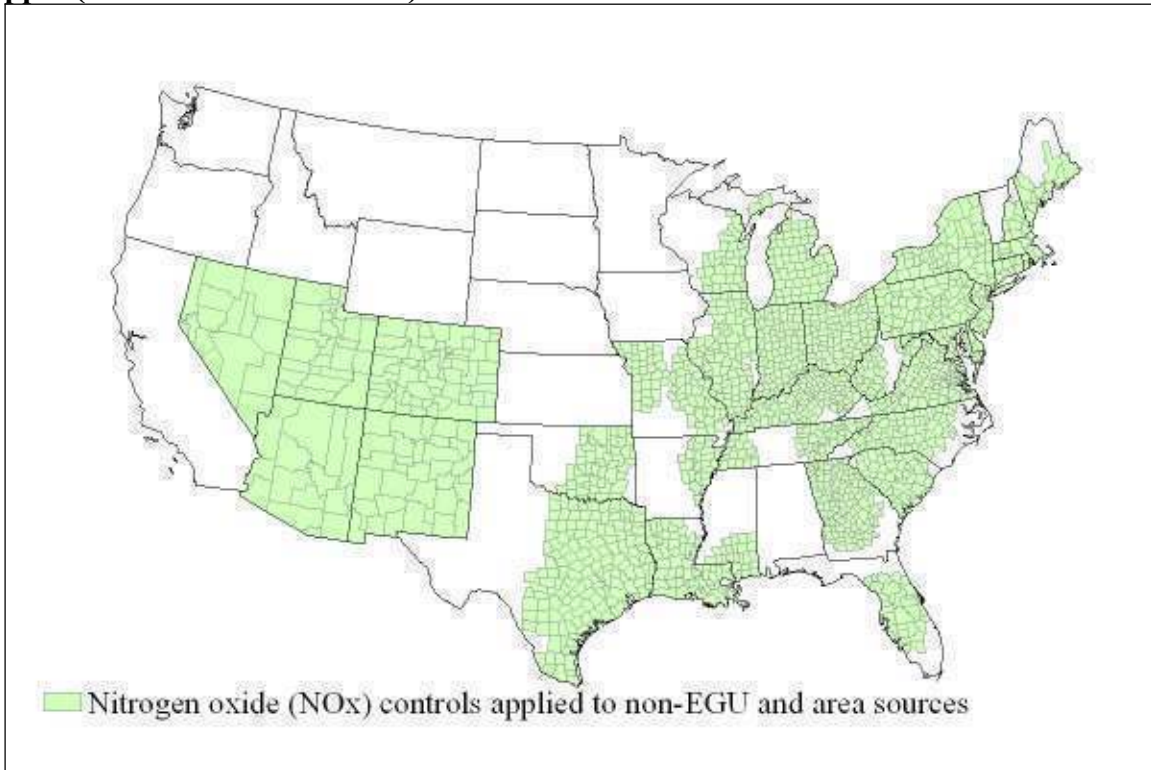 Nitrogen oxide (NOx) controls applied to non-EGU and area sources